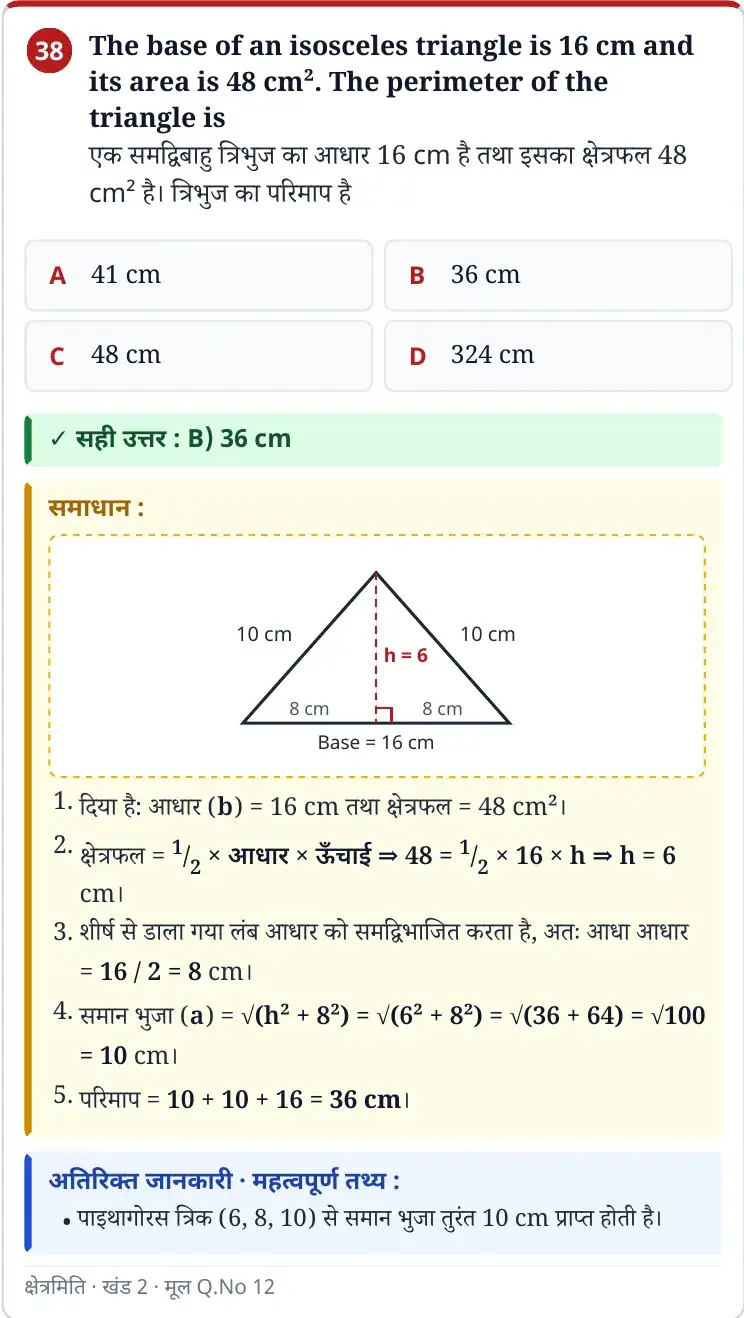 38
The base of an isosceles triangle is 16 cm and
its area is 48 cm². The perimeter of the
triangle is
एक समद्विबाहु त्रिभुज का आधार 16 cm है तथा इसका क्षेत्रफल 48
cm² है। त्रिभुज का परिमाप है
A 41 cm
B 36 cm
C 48 cm
D 324 cm
✓ सही उत्तर : B) 36 cm
समाधान :
10 cm
10 cm
h = 6
8 cm
8 cm
Base = 16 cm
1. दिया है: आधार (b) = 16 cm तथा क्षेत्रफल = 48 cm²।
2. क्षेत्रफल = 1/2 × आधार × ऊँचाई ⇒ 48 = 1/2 × 16 × h ⇒ h = 6
cm।
3. शीर्ष से डाला गया लंब आधार को समद्विभाजित करता है, अतः आधा आधार
= 16 / 2 = 8 cm।
4. समान भुजा (a) = √(h² + 8²) = √(6² + 8²) = √(36 + 64) = √100
= 10 cm।
5. परिमाप = 10 + 10 + 16 = 36 cm।
अतिरिक्त जानकारी · महत्वपूर्ण तथ्य :
• पाइथागोरस त्रिक (6, 8, 10) से समान भुजा तुरंत 10 cm प्राप्त होती है।
क्षेत्रमिति · खंड 2 · मूल Q.No 12